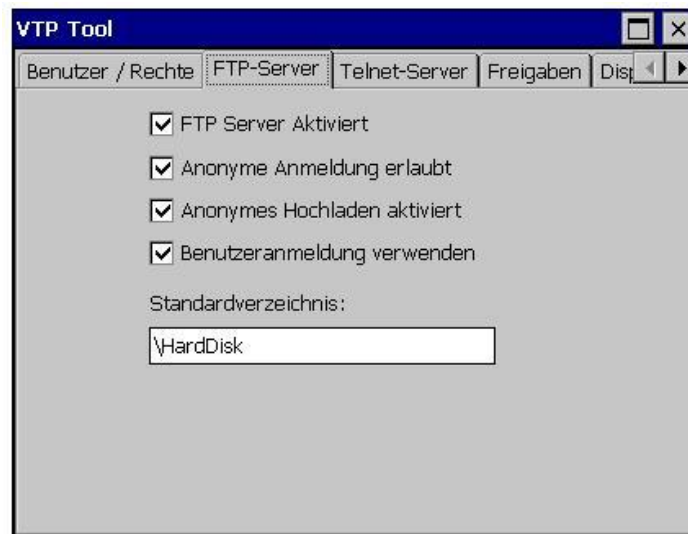 VTP Tool
Benutzer / Rechte FTP-Server Telnet-Server Freigaben
FTP Server Aktiviert
Anonyme Anmeldung erlaubt
Anonymes Hochladen aktiviert
Benutzeranmeldung verwenden
Standardverzeichnis:
\HardDisk